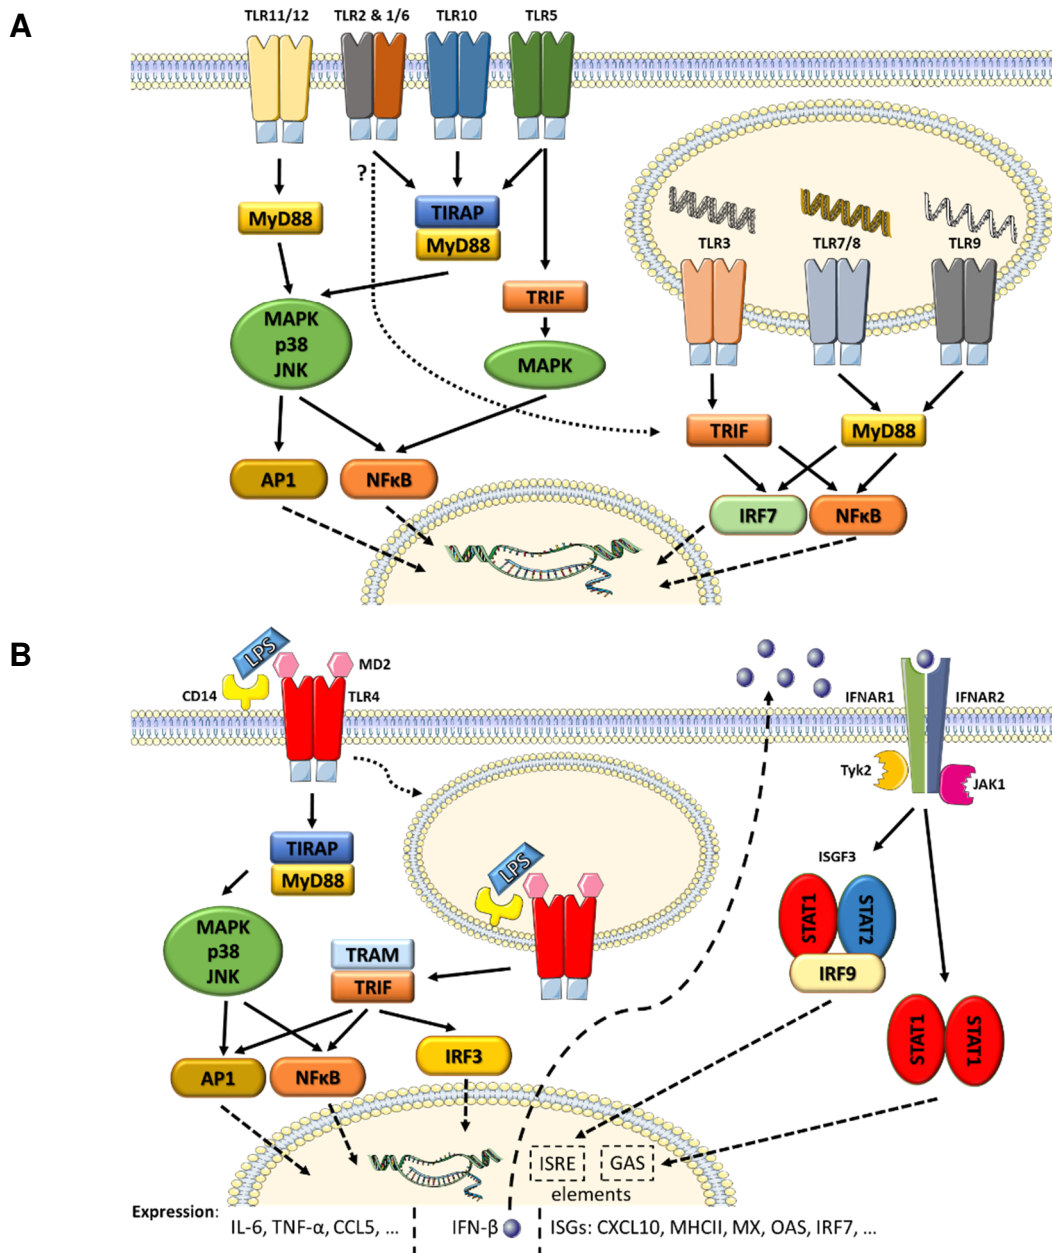 A
TLR11/12
TLR2 & 1/6
TLR10
TLR5
?
MyD88
TIRAP
MyD88
TLR3
TLR7/8
TLR9
TRIF
MAPK
p38
JNK
MAPK
TRIF
MyD88
AP1
NFκB
IRF7
NFκB
B
LPS
MD2
CD14
TLR4
IFNAR1
IFNAR2
Tyk2
JAK1
TIRAP
MyD88
LPS
ISGF3
STAT1
STAT2
IRF9
MAPK
p38
JNK
TRAM
TRIF
STAT1
STAT1
AP1
NFκB
IRF3
ISRE
GAS
elements
Expression:
IL-6, TNF-α, CCL5, ...
IFN-β
ISGs: CXCL10, MHCII, MX, OAS, IRF7, ...